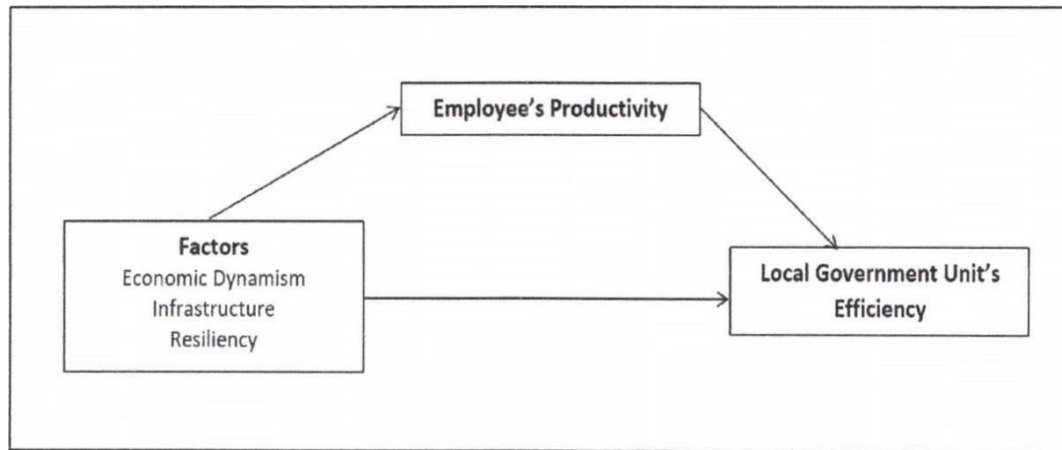 Employee's Productivity
Factors
Economic Dynamism
Infrastructure
Resiliency
Local Government Unit's
Efficiency